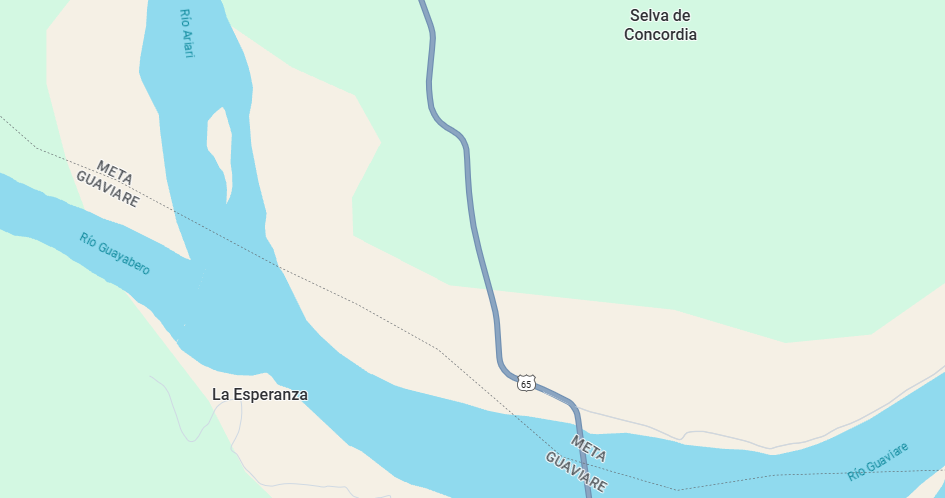 Selva de
Concordia
Río Ariari
META
GUAVIARE
Río Guayabero
La Esperanza
65
META
GUAVIARE
Río Guaviare